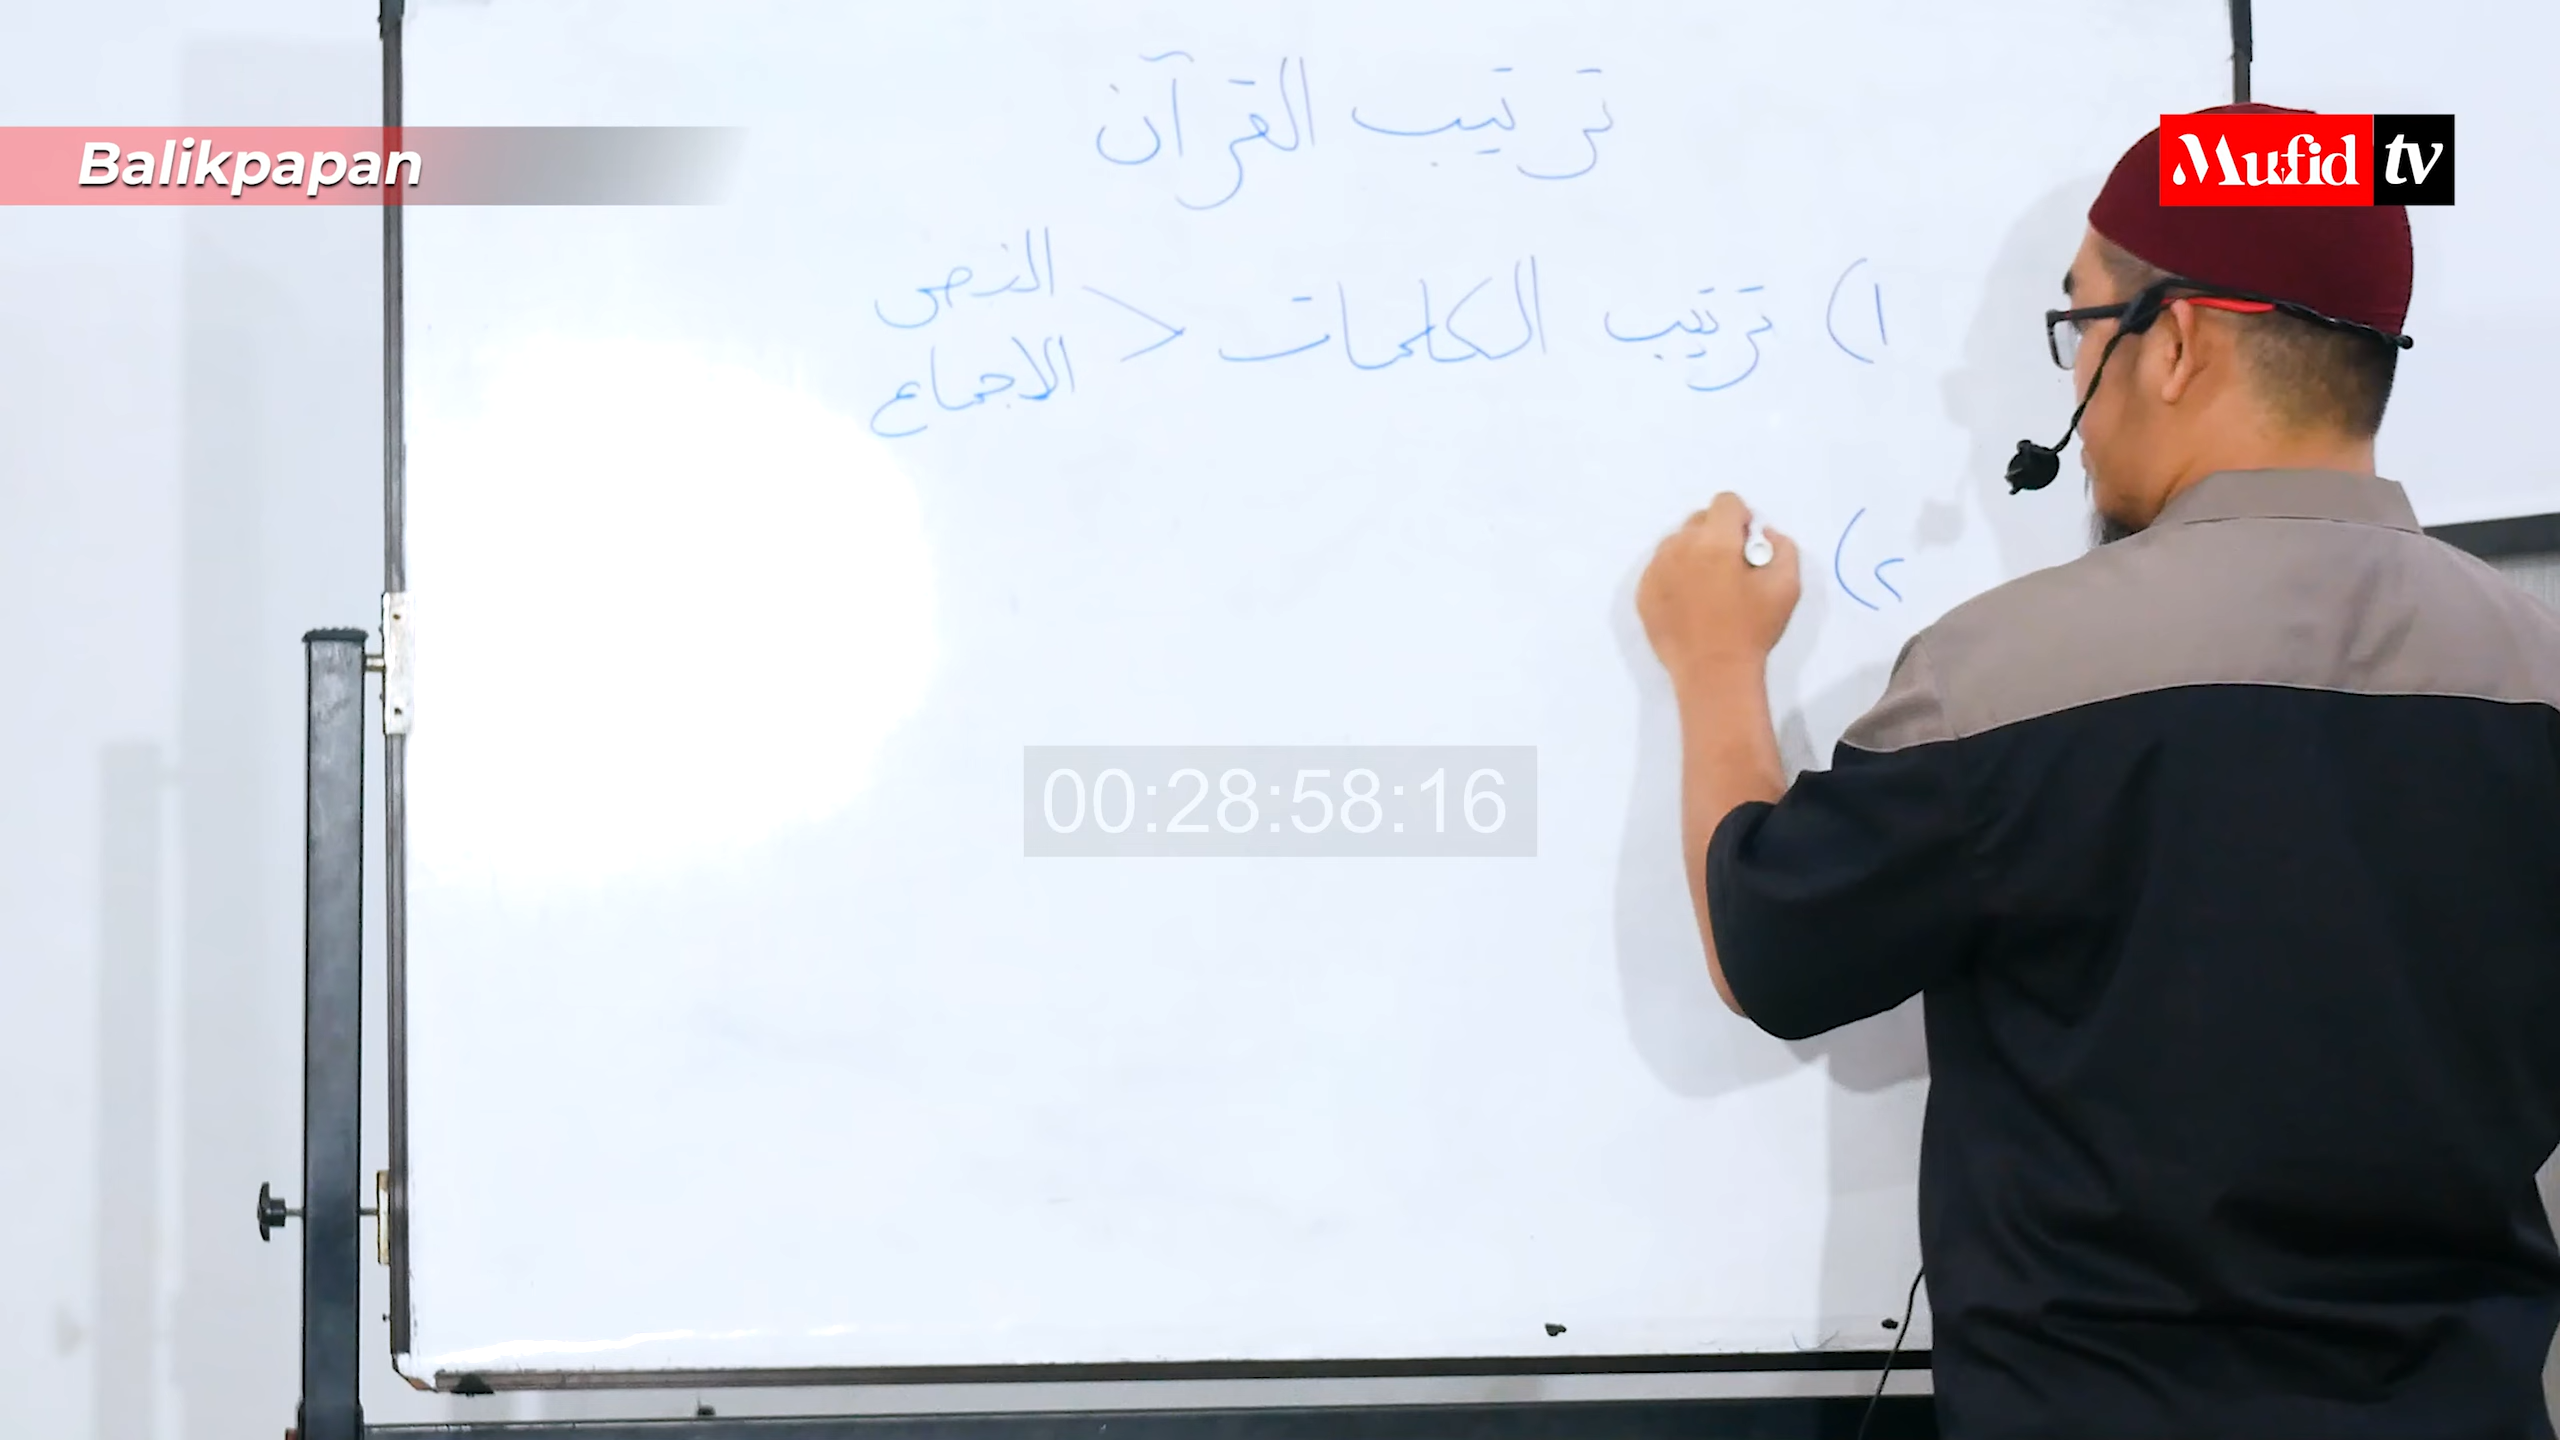 ترتيب القرآن
Balikpapan
Mufid tv
١) ترتيب الكلمات < النص
الاجماع
٢)
00:28:58:16